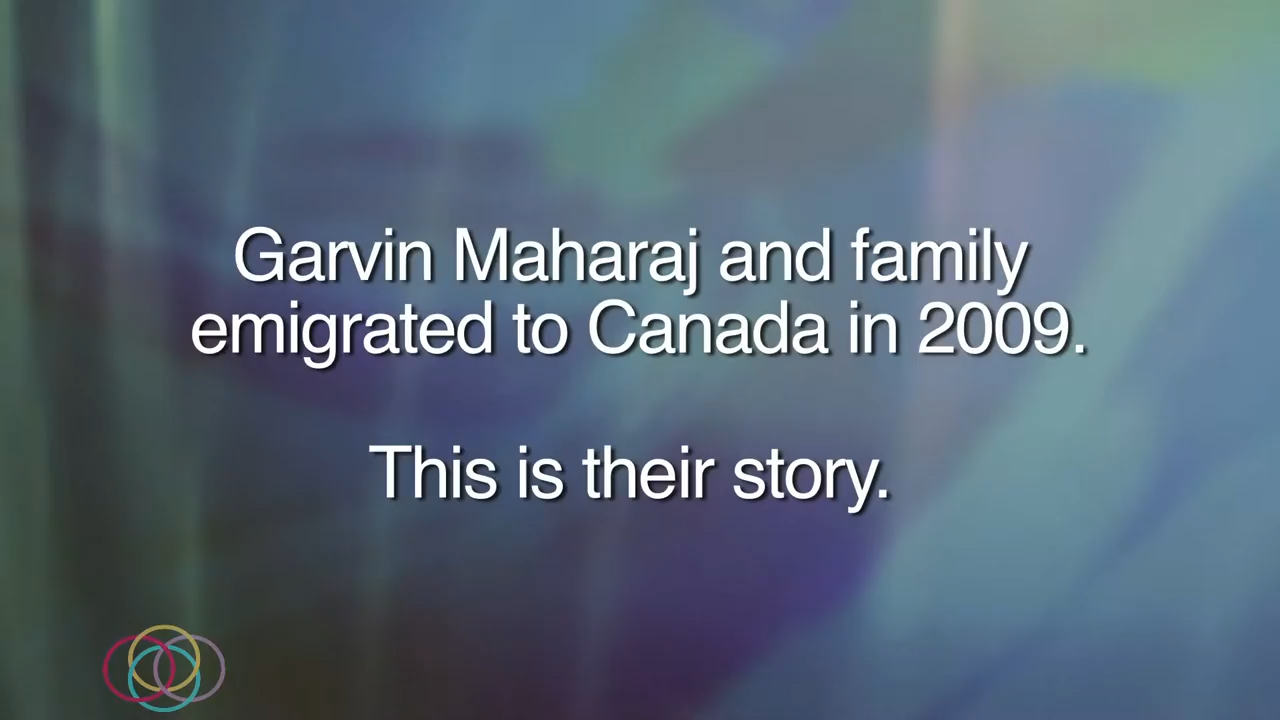 Garvin Maharaj and family
emigrated to Canada in 2009.
This is their story.